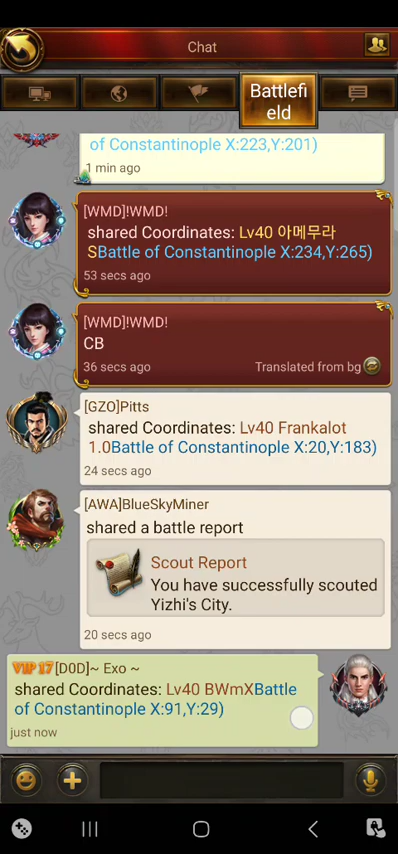 Chat
Battlefi
eld
of Constantinople X:223,Y:201)
1 min ago
[WMD]!WMD!
shared Coordinates: Lv40 아메무라
SBattle of Constantinople X:234,Y:265)
53 secs ago
[WMD]!WMD!
CB
36 secs ago
Translated from bg
[GZO]Pitts
shared Coordinates: Lv40 Frankalot
1.0Battle of Constantinople X:20,Y:183)
24 secs ago
[AWA]BlueSkyMiner
shared a battle report
Scout Report
You have successfully scouted
Yizhi's City.
20 secs ago
VIP 17 [D0D]~ Exo ~
shared Coordinates: Lv40 BWmXBattle
of Constantinople X:91,Y:29)
just now